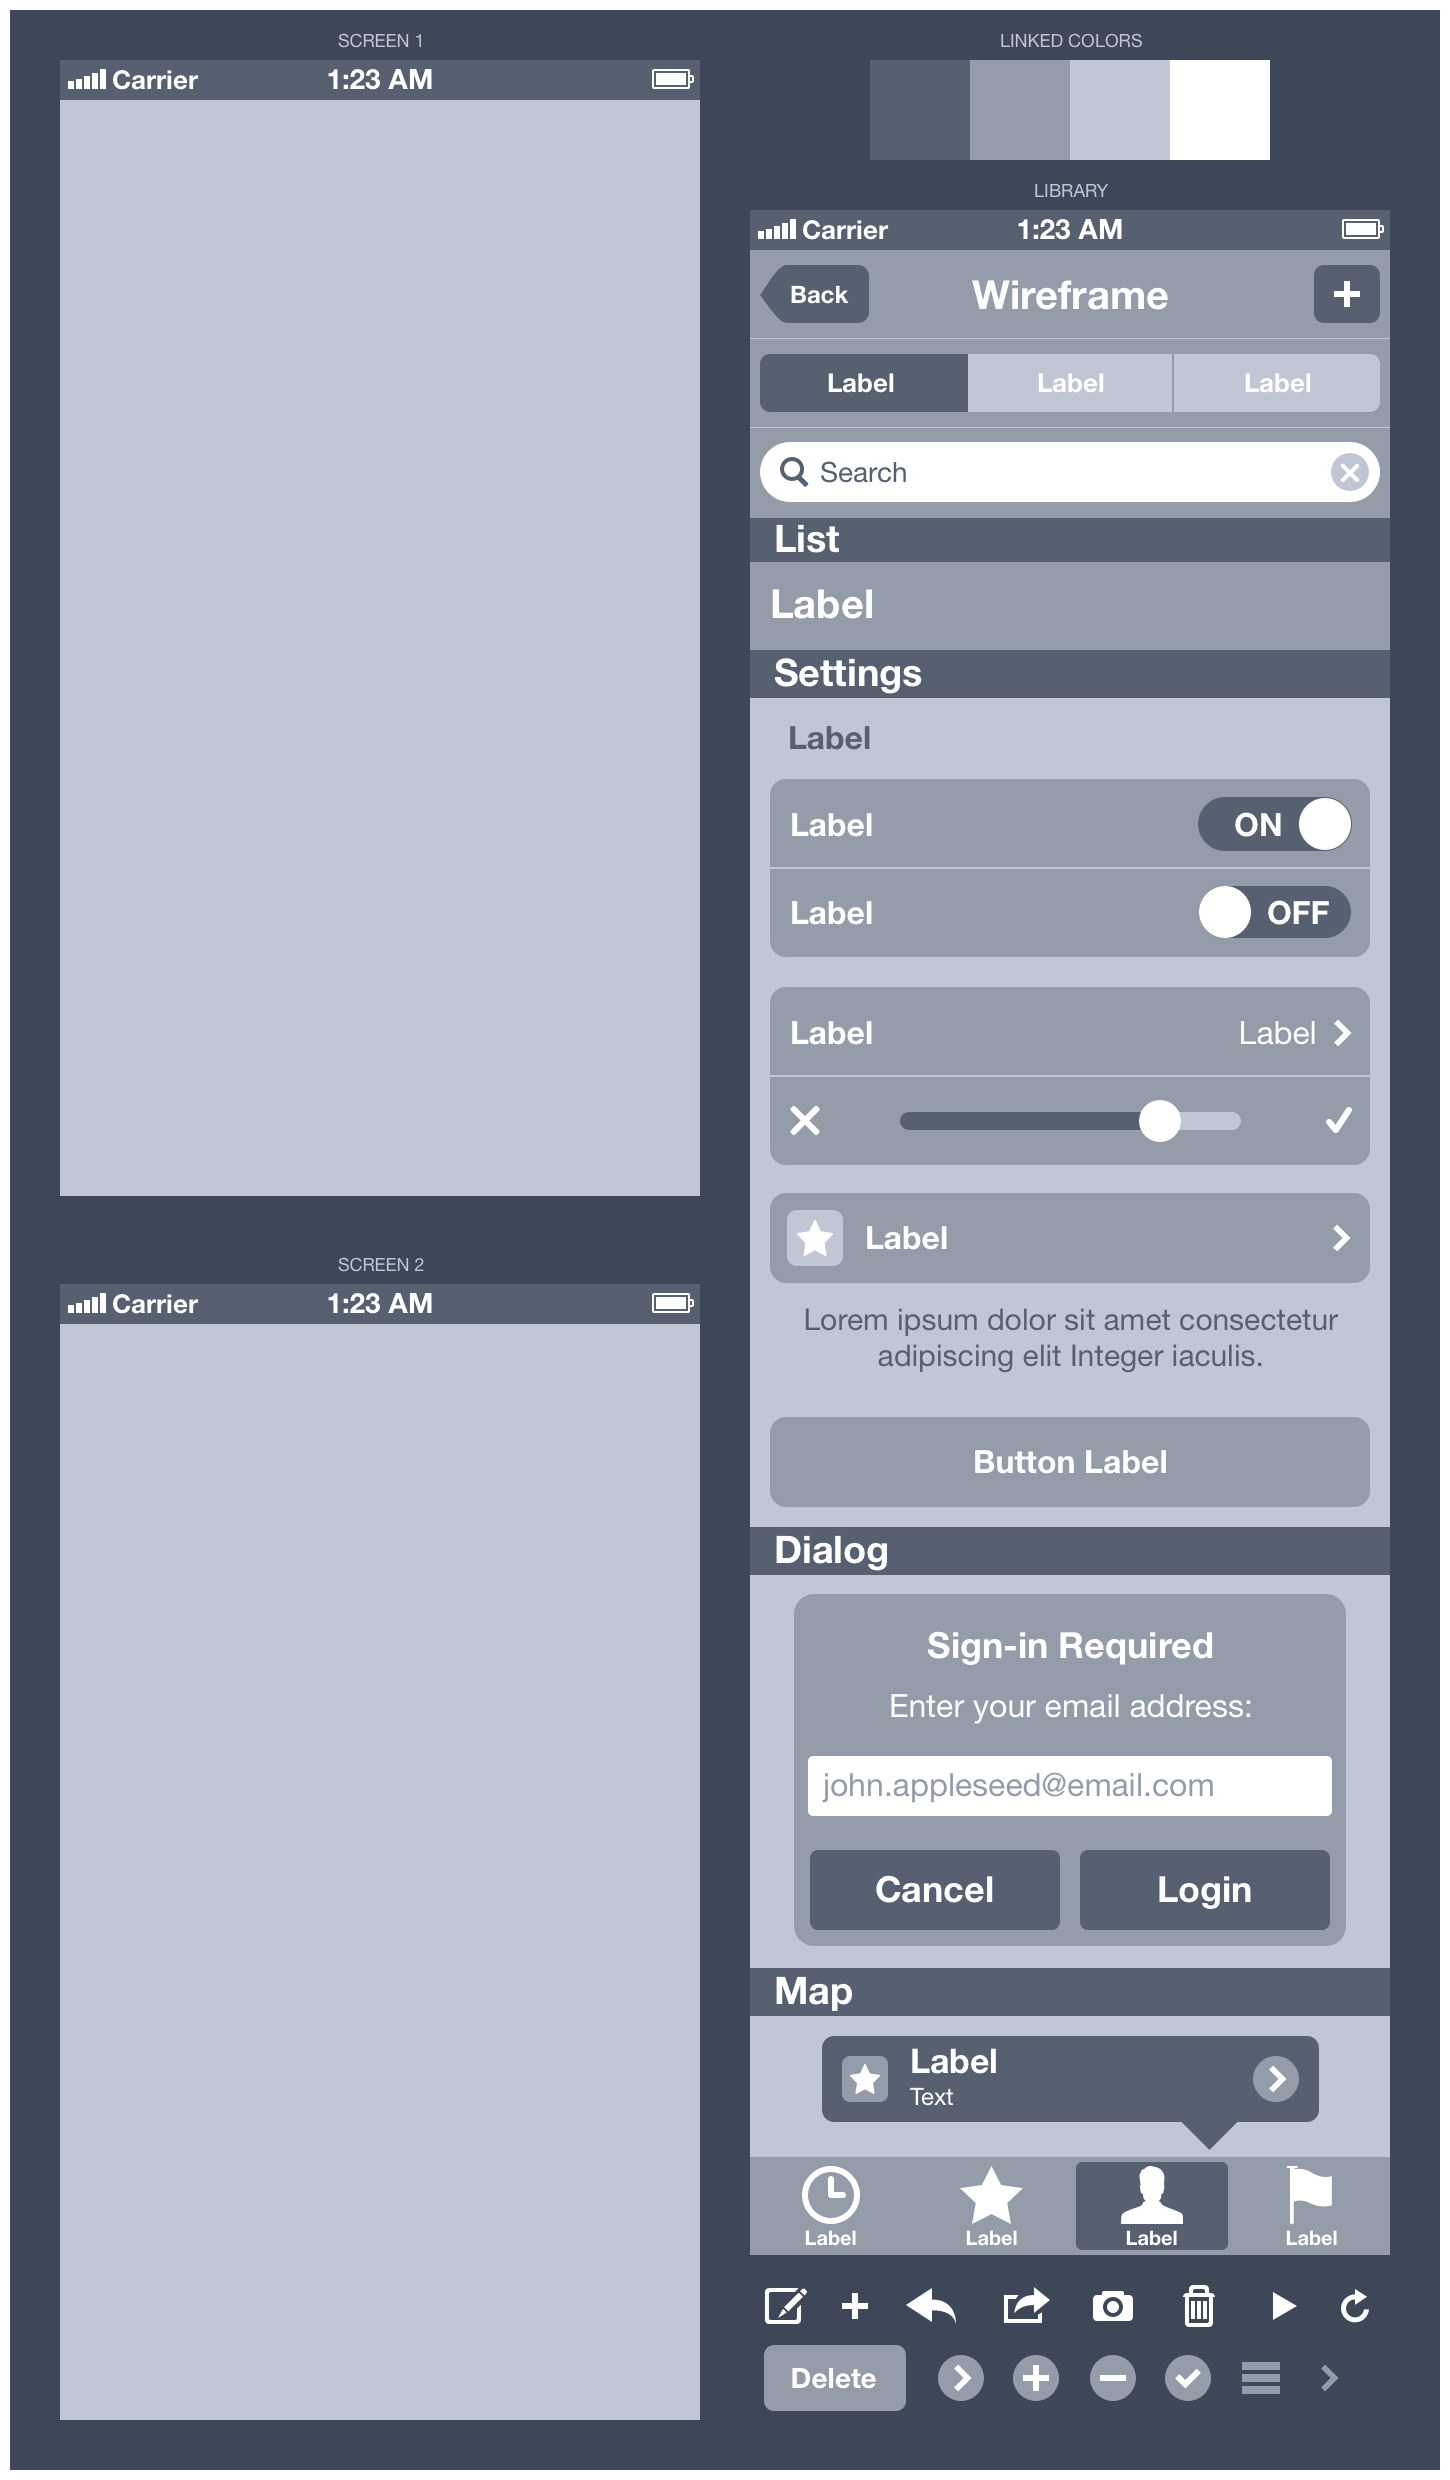 SCREEN 1
Carrier
1:23 AM
SCREEN 2
Carrier
1:23 AM
LINKED COLORS
LIBRARY
Carrier
1:23 AM
Back
Wireframe
Label
Label
Label
Search
List
Label
Settings
Label
Label
ON
Label
OFF
Label
Label
Label
Lorem ipsum dolor sit amet consectetur
adipiscing elit Integer iaculis.
Button Label
Dialog
Sign-in Required
Enter your email address:
john.appleseed@email.com
Cancel
Login
Map
Label
Text
Label
Label
Label
Label
Delete